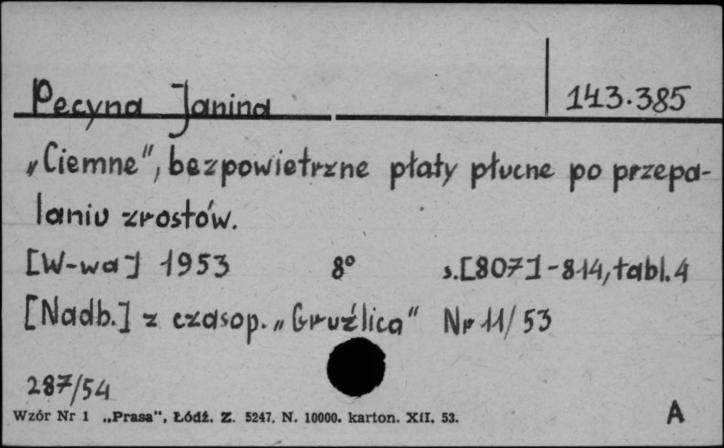 Pecyna Janina
143.385
„Ciemne", bezpowietrzne płaty płucne po przepa-
laniu zrostów.
[W-wa] 1953 8° s.[807]-814, tabl. 4
[Nadb.] z czasop. „Gruźlica" Nr 11/53
287/54
Wzór Nr 1 „Prasa", Łódź. Z. 5247. N. 10000. karton. XII. 53.
A